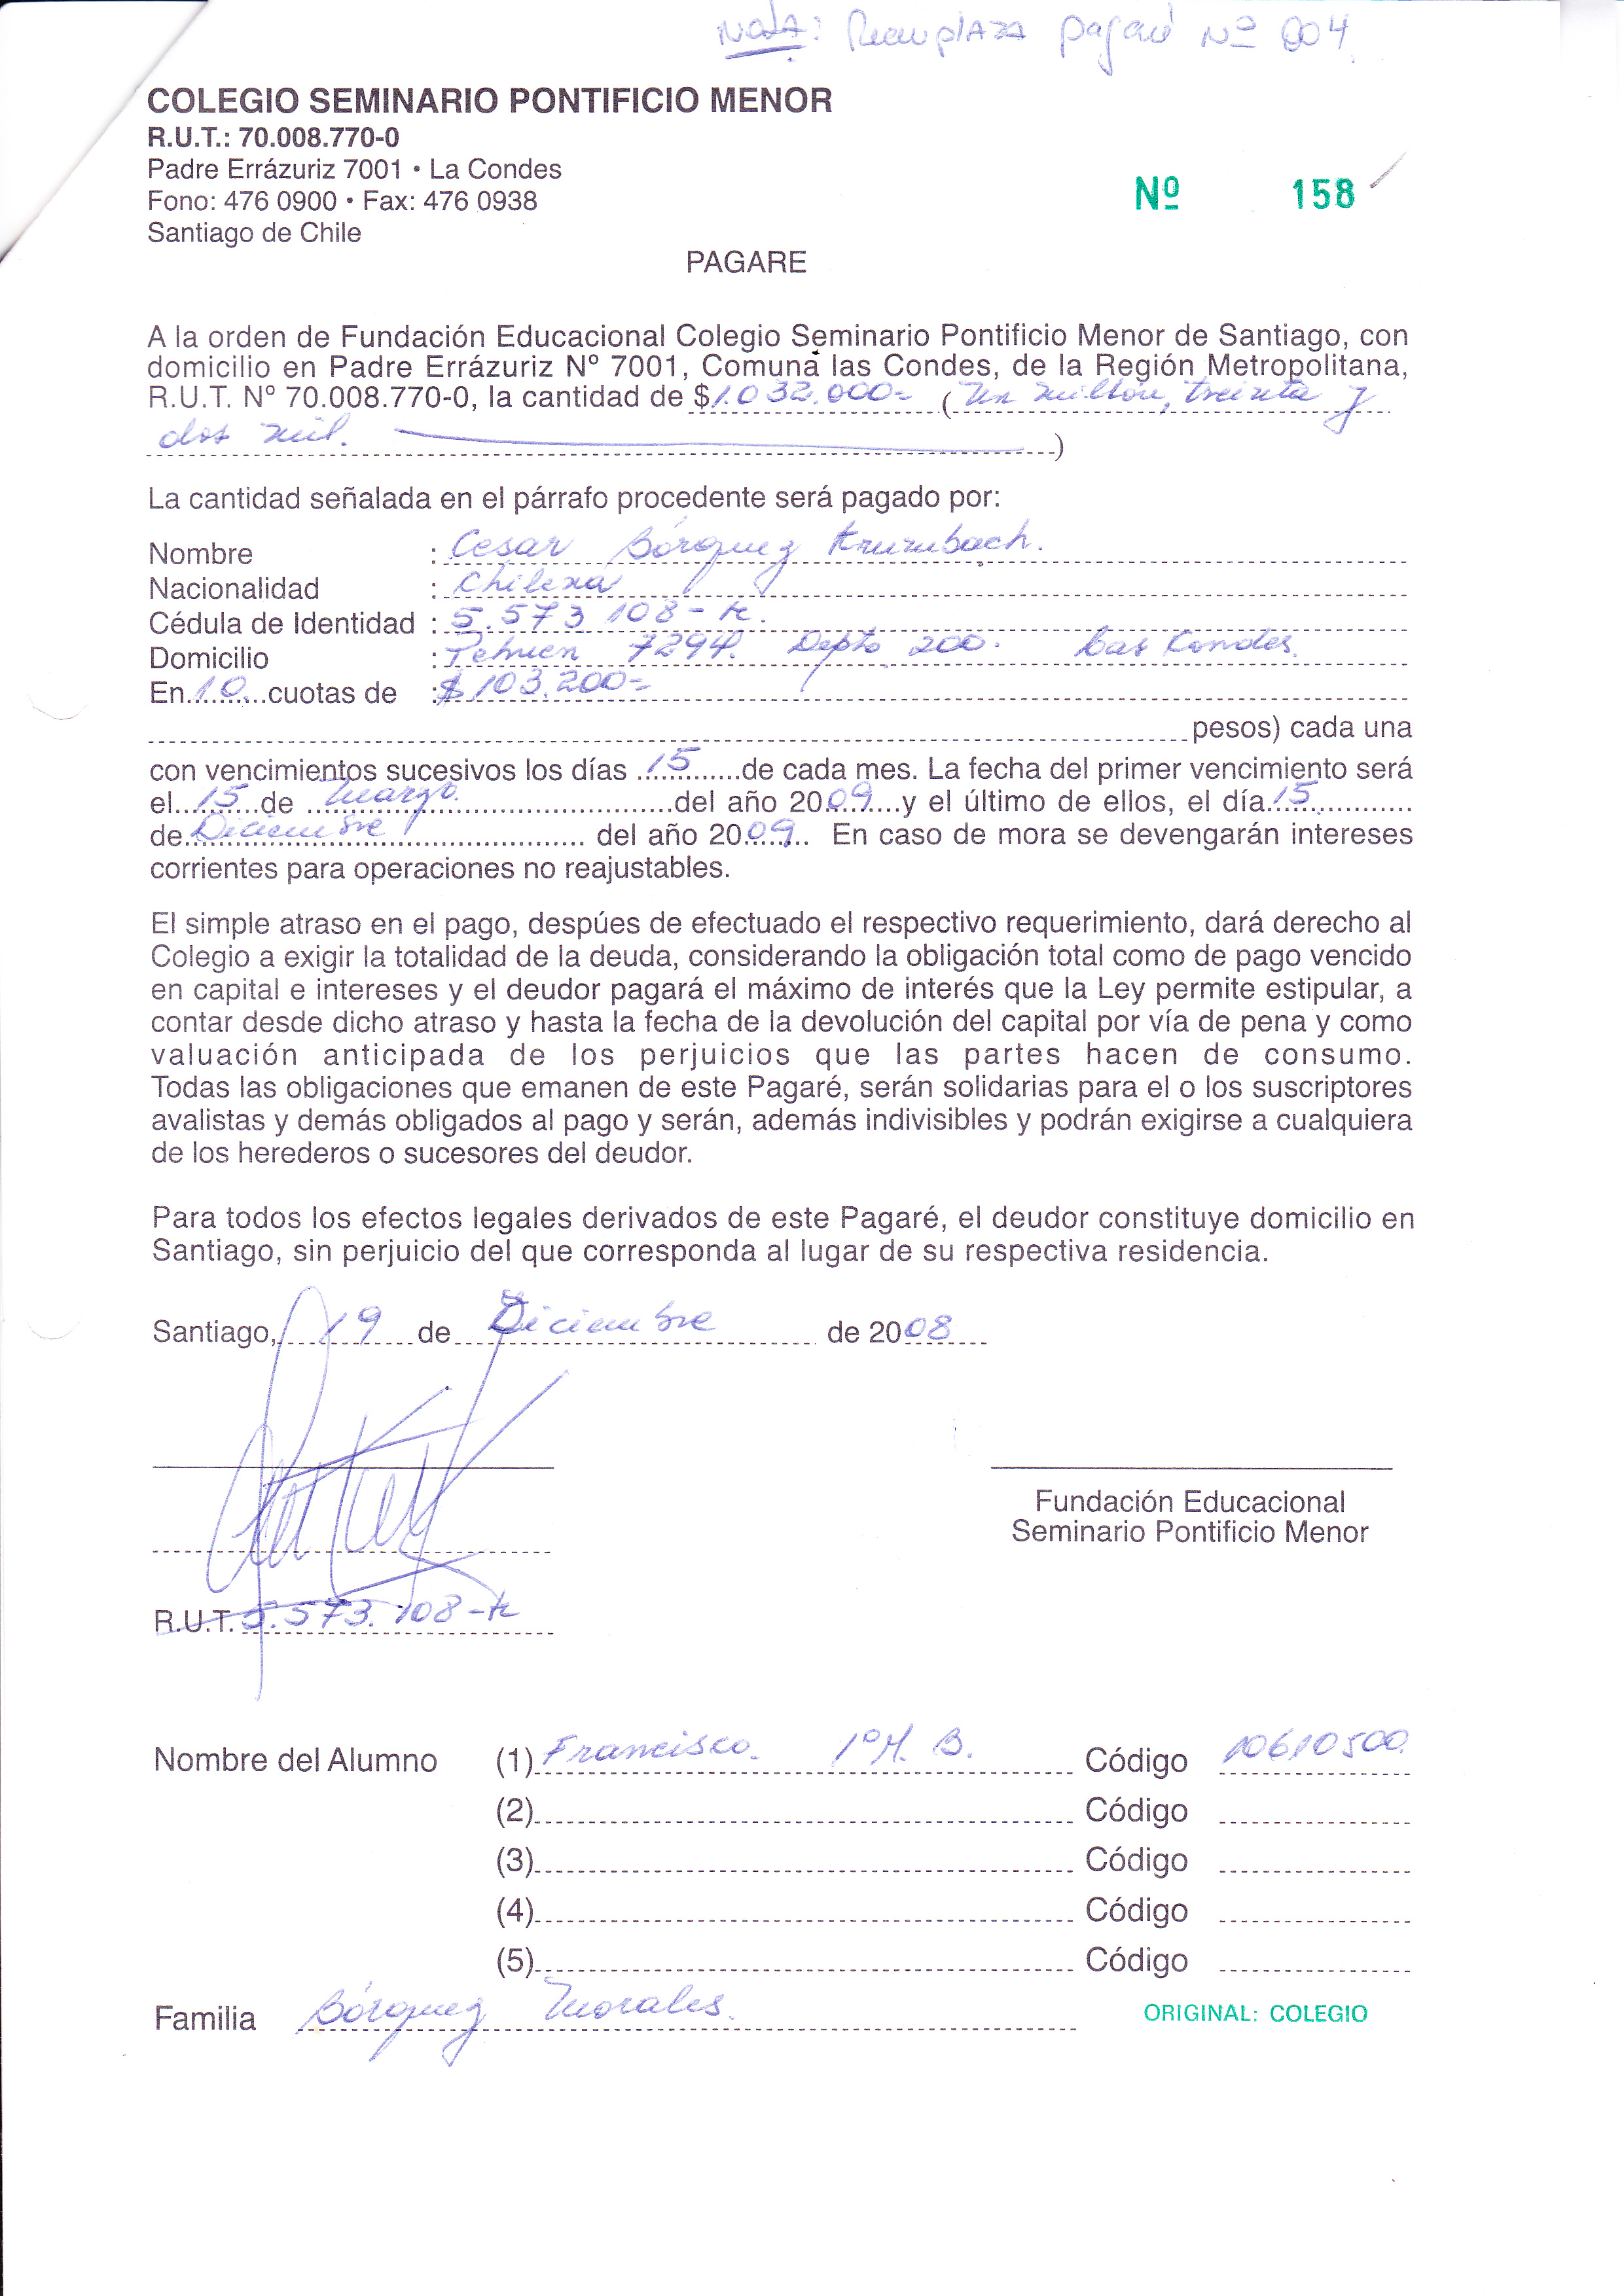 Nota: Reemplaza pagaré Nº 004
COLEGIO SEMINARIO PONTIFICIO MENOR
R.U.T.: 70.008.770-0
Padre Errázuriz 7001 • La Condes
Fono: 476 0900 • Fax: 476 0938
Santiago de Chile
Nº 158
PAGARE
A la orden de Fundación Educacional Colegio Seminario Pontificio Menor de Santiago, con
domicilio en Padre Errázuriz Nº 7001, Comuna las Condes, de la Región Metropolitana,
R.U.T. Nº 70.008.770-0, la cantidad de $ 1.032.000- ( Un millón, treinta y
dos mil. )
La cantidad señalada en el párrafo procedente será pagado por:
Nombre : Cesar Bórquez Krumbach.
Nacionalidad : Chilena
Cédula de Identidad : 5.573 108-k.
Domicilio : 7294. Depto 200. Las Condes.
En 10 cuotas de : $ 103.200-
pesos) cada una
con vencimientos sucesivos los días 15 de cada mes. La fecha del primer vencimiento será
el 15 de Marzo. del año 2009 y el último de ellos, el día 15
de Diciembre del año 2009. En caso de mora se devengarán intereses
corrientes para operaciones no reajustables.
El simple atraso en el pago, despúes de efectuado el respectivo requerimiento, dará derecho al
Colegio a exigir la totalidad de la deuda, considerando la obligación total como de pago vencido
en capital e intereses y el deudor pagará el máximo de interés que la Ley permite estipular, a
contar desde dicho atraso y hasta la fecha de la devolución del capital por vía de pena y como
valuación anticipada de los perjuicios que las partes hacen de consumo.
Todas las obligaciones que emanen de este Pagaré, serán solidarias para el o los suscriptores
avalistas y demás obligados al pago y serán, además indivisibles y podrán exigirse a cualquiera
de los herederos o sucesores del deudor.
Para todos los efectos legales derivados de este Pagaré, el deudor constituye domicilio en
Santiago, sin perjuicio del que corresponda al lugar de su respectiva residencia.
Santiago, 19 de Diciembre de 2008
Fundación Educacional
Seminario Pontificio Menor
R.U.T. 5.573.108-k
Nombre del Alumno (1) Francisco. 1ºM. B. Código 10610500.
(2) Código
(3) Código
(4) Código
(5) Código
Familia Bórquez Morales.
ORIGINAL: COLEGIO